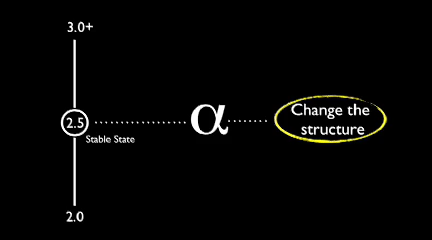 3.0+
2.5
Stable State
α
Change the
structure
2.0